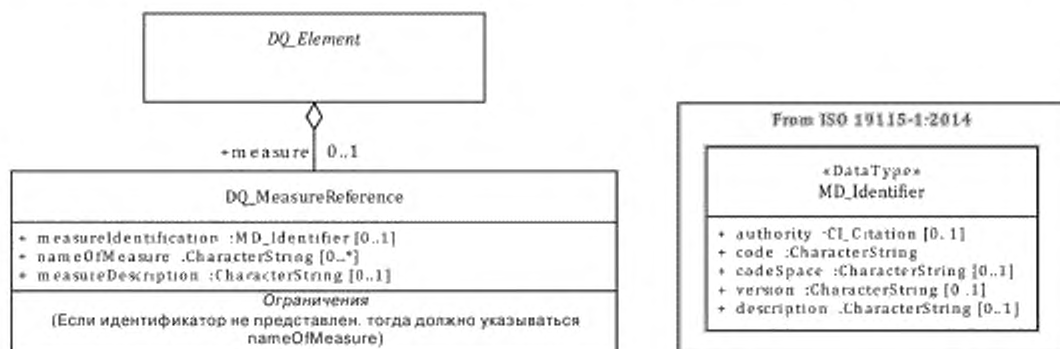 DQ_Element
+measure 0..1
DQ_MeasureReference
+ measureIdentification :MD_Identifier [0..1]
+ nameOfMeasure .CharacterString [0..*]
+ measureDescription :CharacterString [0..1]
Ограничения
(Если идентификатор не представлен. тогда должно указываться
nameOfMeasure)
From ISO 19115-1:2014
«DataType»
MD_Identifier
+ authority :CI_Citation [0..1]
+ code :CharacterString
+ codeSpace :CharacterString [0..1]
+ version :CharacterString [0..1]
+ description .CharacterString [0..1]